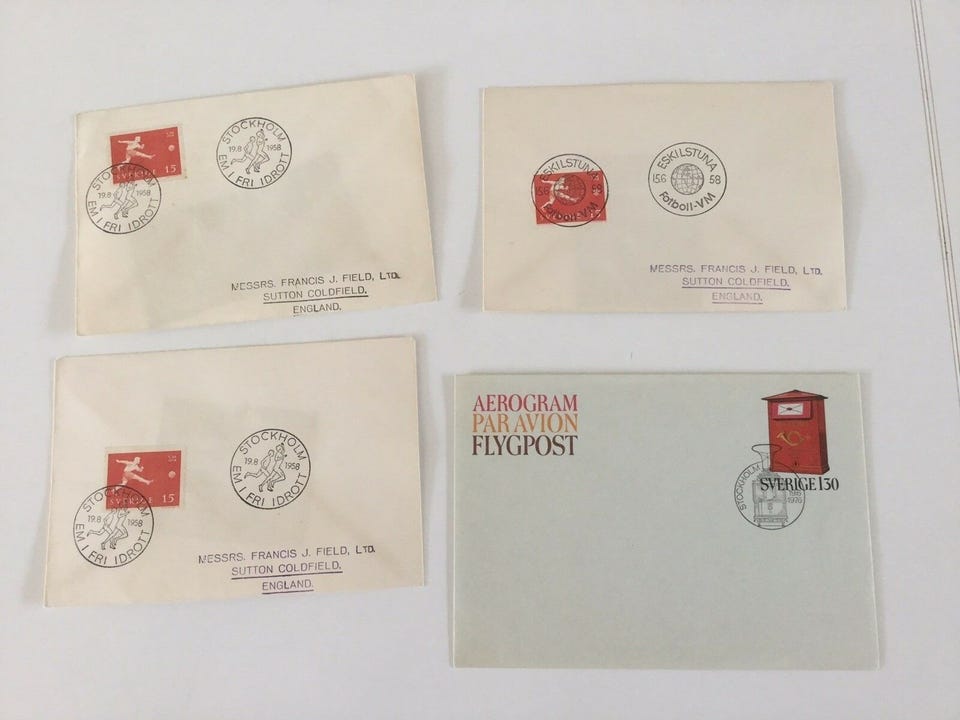 SVERIGE 15
STOCKHOLM
19.8 1958
EM I FRI IDROTT
STOCKHOLM
19.8 1958
EM I FRI IDROTT
MESSRS. FRANCIS J. FIELD, LTD.
SUTTON COLDFIELD.
ENGLAND.
ESKILSTUNA
15.6 58
Fotboll-VM
ESKILSTUNA
15.6 58
Fotboll-VM
MESSRS. FRANCIS J. FIELD, LTD.
SUTTON COLDFIELD.
ENGLAND.
SVERIGE 15
STOCKHOLM
19.8 1958
EM I FRI IDROTT
STOCKHOLM
19.8 1958
EM I FRI IDROTT
MESSRS. FRANCIS J. FIELD, LTD.
SUTTON COLDFIELD.
ENGLAND.
AEROGRAM
PAR AVION
FLYGPOST
SVERIGE 130
STOCKHOLM
1976